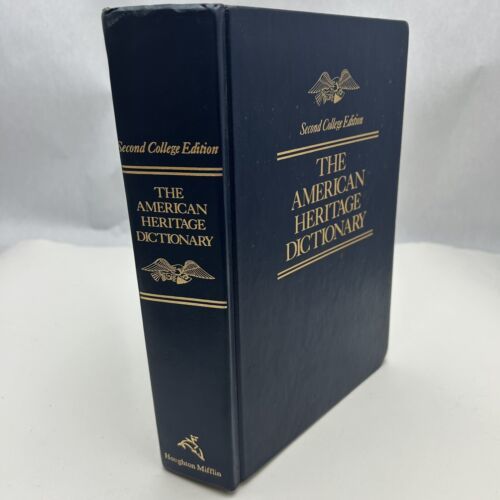 Second College Edition
THE
AMERICAN
HERITAGE
DICTIONARY
Houghton Mifflin
Second College Edition
THE
AMERICAN
HERITAGE
DICTIONARY